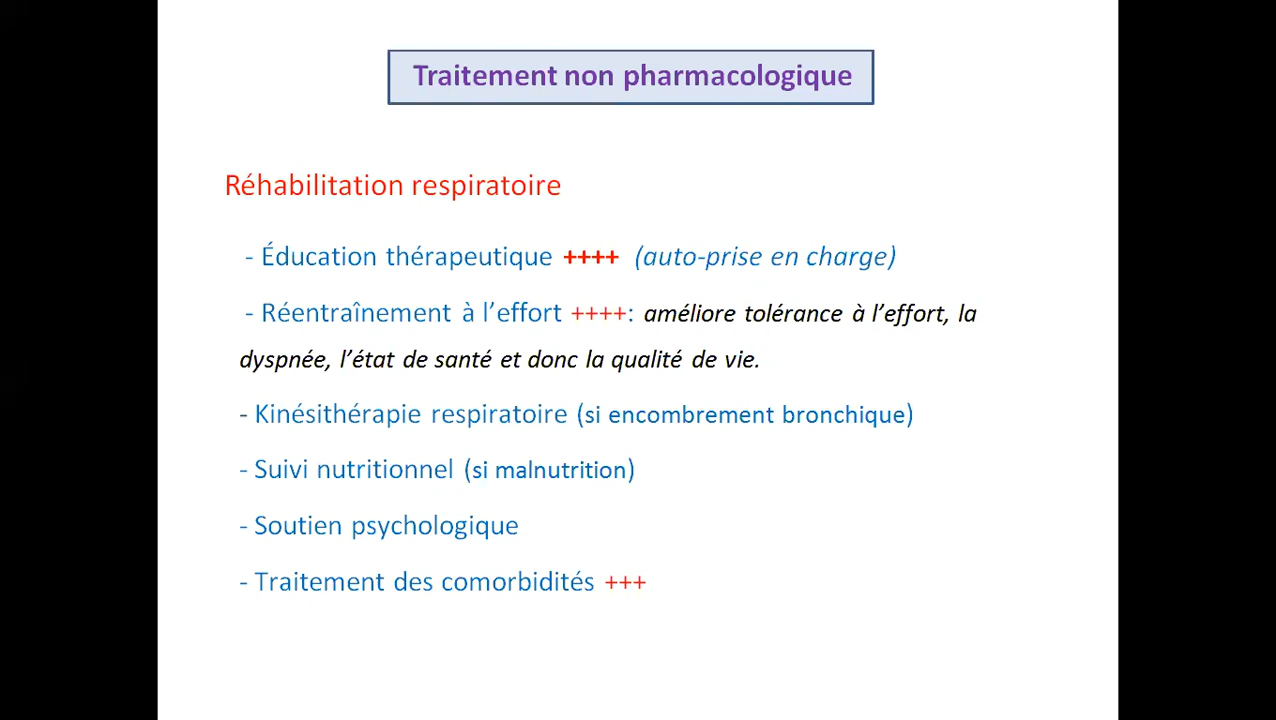 Traitement non pharmacologique
Réhabilitation respiratoire
- Éducation thérapeutique ++++ (auto-prise en charge)
- Réentraînement à l’effort ++++: améliore tolérance à l’effort, la
dyspnée, l’état de santé et donc la qualité de vie.
- Kinésithérapie respiratoire (si encombrement bronchique)
- Suivi nutritionnel (si malnutrition)
- Soutien psychologique
- Traitement des comorbidités +++